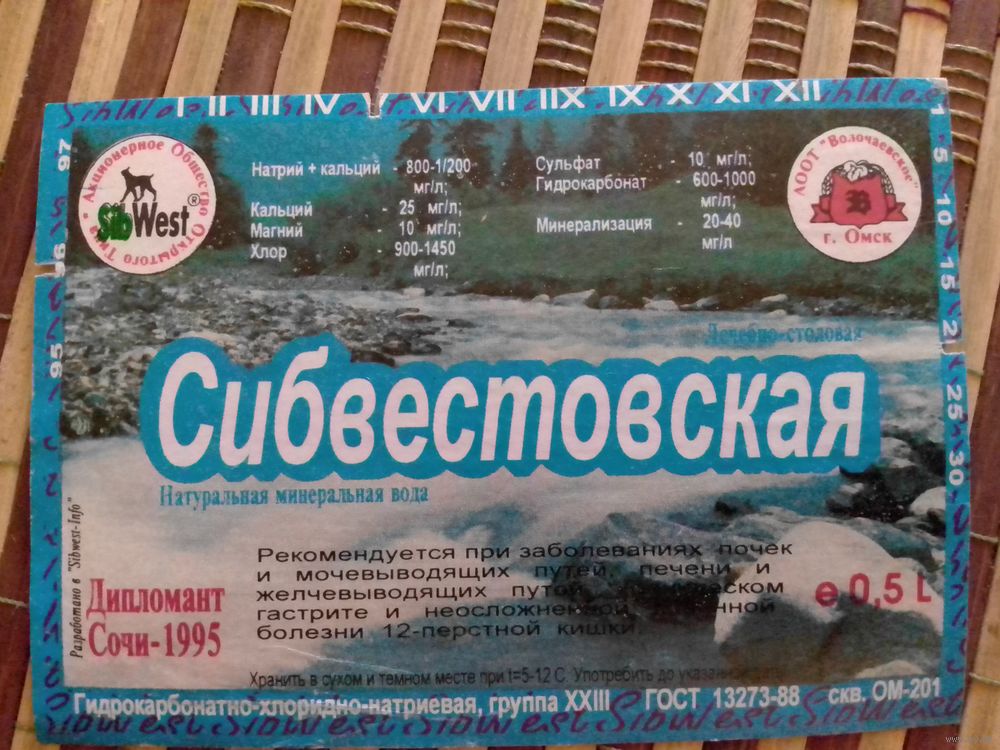 I II III IV V VI VII IIX IX X XI XII
97
96
95
1
5
10
15
21
25
30
Акционерное Общество Открытого Типа
SibWest®
Натрий + кальций - 800-1/200
мг/л;
Кальций - 25 мг/л;
Магний - 10 мг/л;
Хлор - 900-1450
мг/л;
Сульфат - 10 мг/л;
Гидрокарбонат - 600-1000
мг/л;
Минерализация - 20-40
мг/л
АООТ "Волочаевское"
В
г. Омск
Лечебно-столовая
Сибвестовская
Натуральная минеральная вода
Разработано в "Sibwest-Info"
Дипломант
Сочи-1995
Рекомендуется при заболеваниях почек
и мочевыводящих путей, печени и
желчевыводящих путей,
гастрите и неосложненной
болезни 12-перстной кишки.
e 0,5 L
Хранить в сухом и темном месте при t=5-12 С. Употребить до
Гидрокарбонатно-хлоридно-натриевая, группа XXIII ГОСТ 13273-88 скв. ОМ-201